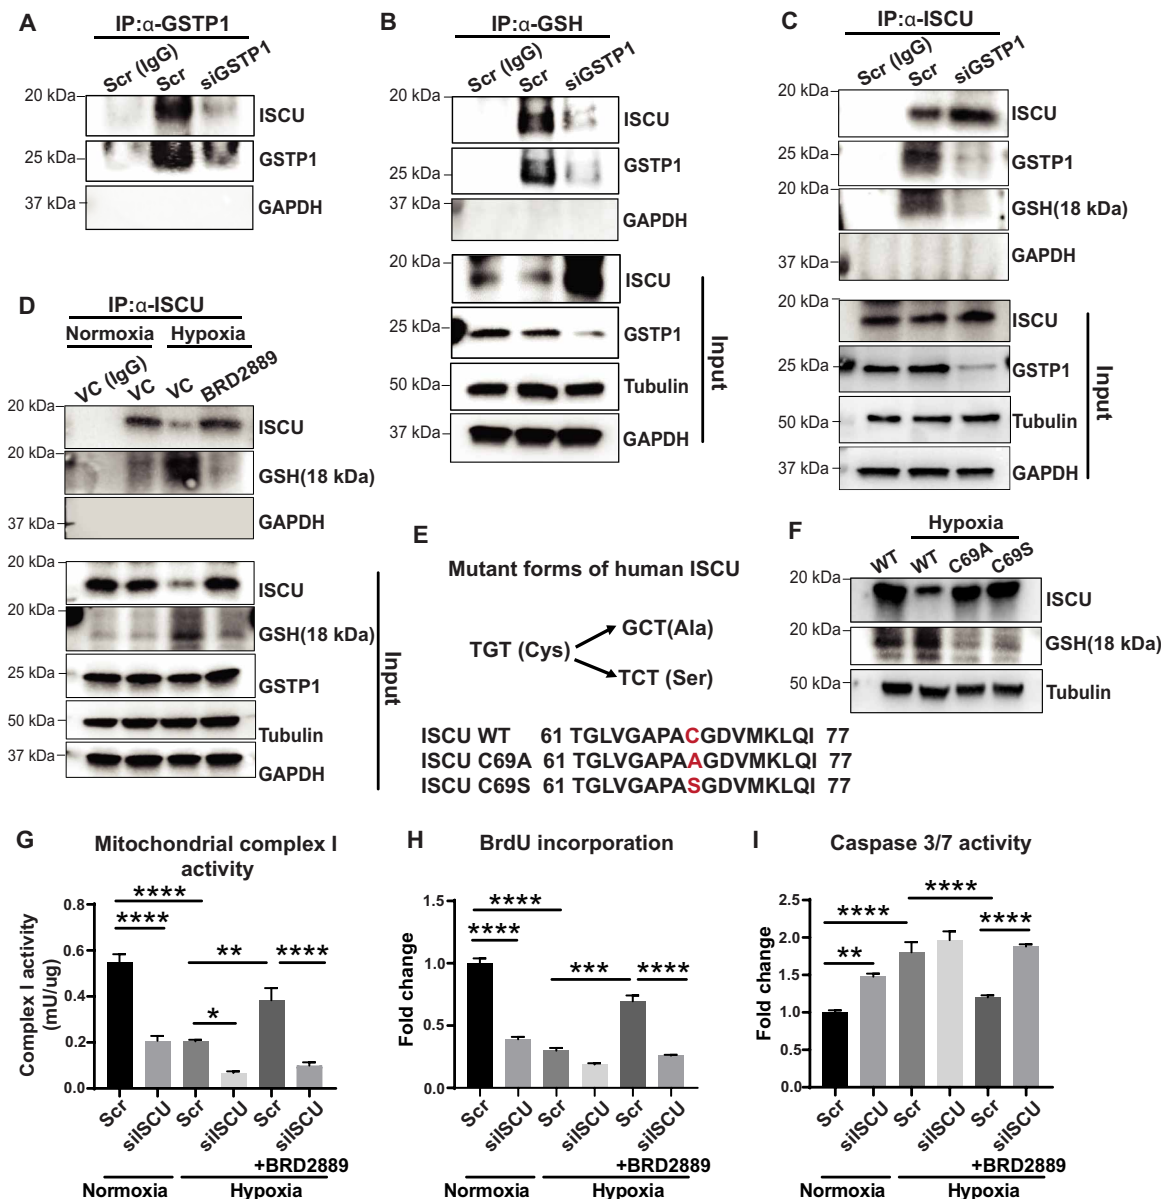 A
IP:α-GSTP1
Scr (IgG)
Scr
siGSTP1
20 kDa
ISCU
25 kDa
GSTP1
37 kDa
GAPDH
B
IP:α-GSH
Scr (IgG)
Scr
siGSTP1
20 kDa
ISCU
25 kDa
GSTP1
37 kDa
GAPDH
20 kDa
ISCU
25 kDa
GSTP1
50 kDa
Tubulin
37 kDa
GAPDH
Input
C
IP:α-ISCU
Scr (IgG)
Scr
siGSTP1
20 kDa
ISCU
25 kDa
GSTP1
20 kDa
GSH(18 kDa)
37 kDa
GAPDH
20 kDa
ISCU
25 kDa
GSTP1
50 kDa
Tubulin
37 kDa
GAPDH
Input
D
IP:α-ISCU
Normoxia Hypoxia
VC (IgG)
VC
VC
BRD2889
20 kDa
ISCU
20 kDa
GSH(18 kDa)
37 kDa
GAPDH
20 kDa
ISCU
20 kDa
GSH(18 kDa)
25 kDa
GSTP1
50 kDa
Tubulin
37 kDa
GAPDH
Input
E
Mutant forms of human ISCU
TGT (Cys)
GCT(Ala)
TCT (Ser)
ISCU WT 61 TGLVGAPACGDVMKLQI 77
ISCU C69A 61 TGLVGAPAAGDVMKLQI 77
ISCU C69S 61 TGLVGAPASGDVMKLQI 77
F
Hypoxia
WT
WT
C69A
C69S
20 kDa
ISCU
20 kDa
GSH(18 kDa)
50 kDa
Tubulin
G
Mitochondrial complex I
activity
Complex I activity
(mU/ug)
0.8
0.6
0.4
0.2
0.0
****
****
**
****
*
Scr
siISCU
Scr
siISCU
Scr
siISCU
+BRD2889
Normoxia Hypoxia
H
BrdU incorporation
Fold change
1.5
1.0
0.5
0.0
****
****
***
****
Scr
siISCU
Scr
siISCU
Scr
siISCU
+BRD2889
Normoxia Hypoxia
I
Caspase 3/7 activity
Fold change
2.5
2.0
1.5
1.0
0.5
0.0
****
****
****
**
Scr
siISCU
Scr
siISCU
Scr
siISCU
+BRD2889
Normoxia Hypoxia